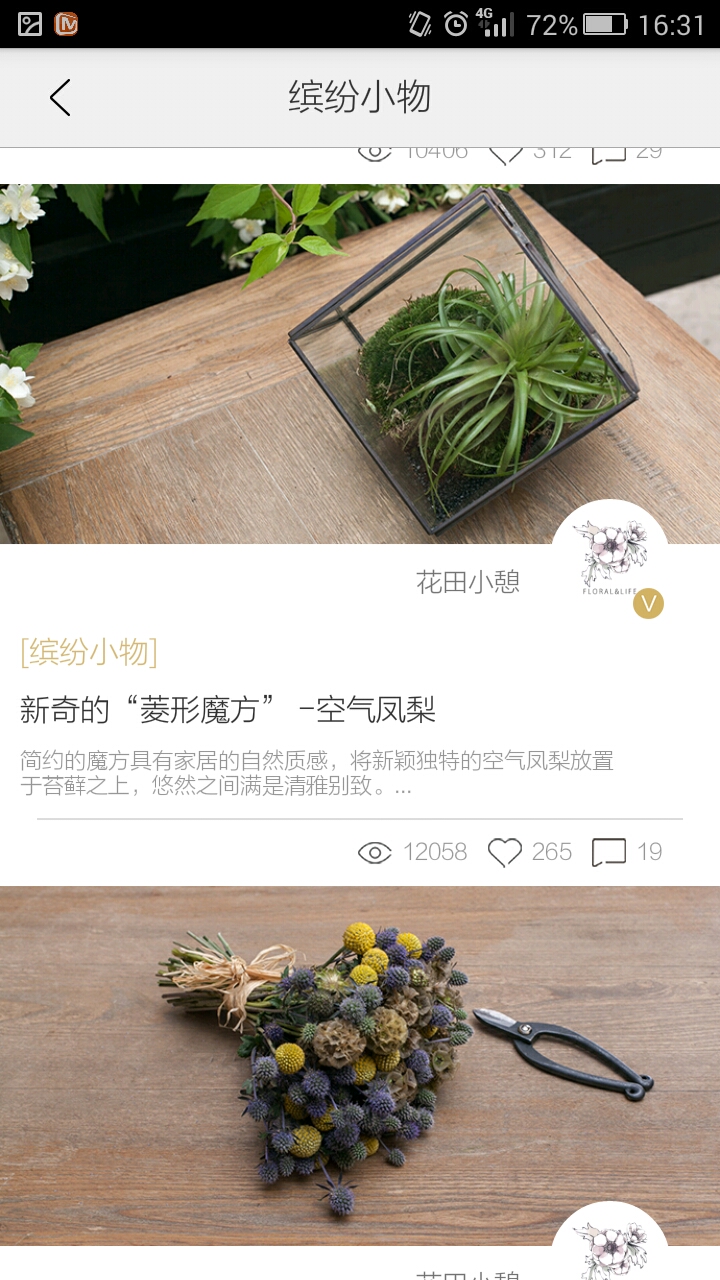 4G 72% 16:31
缤纷小物
10406 312 29
花田小憩
FLORAL&LIFE
V
[缤纷小物]
新奇的“菱形魔方” -空气凤梨
简约的魔方具有家居的自然质感，将新颖独特的空气凤梨放置
于苔藓之上，悠然之间满是清雅别致。...
12058 265 19
花田小憩